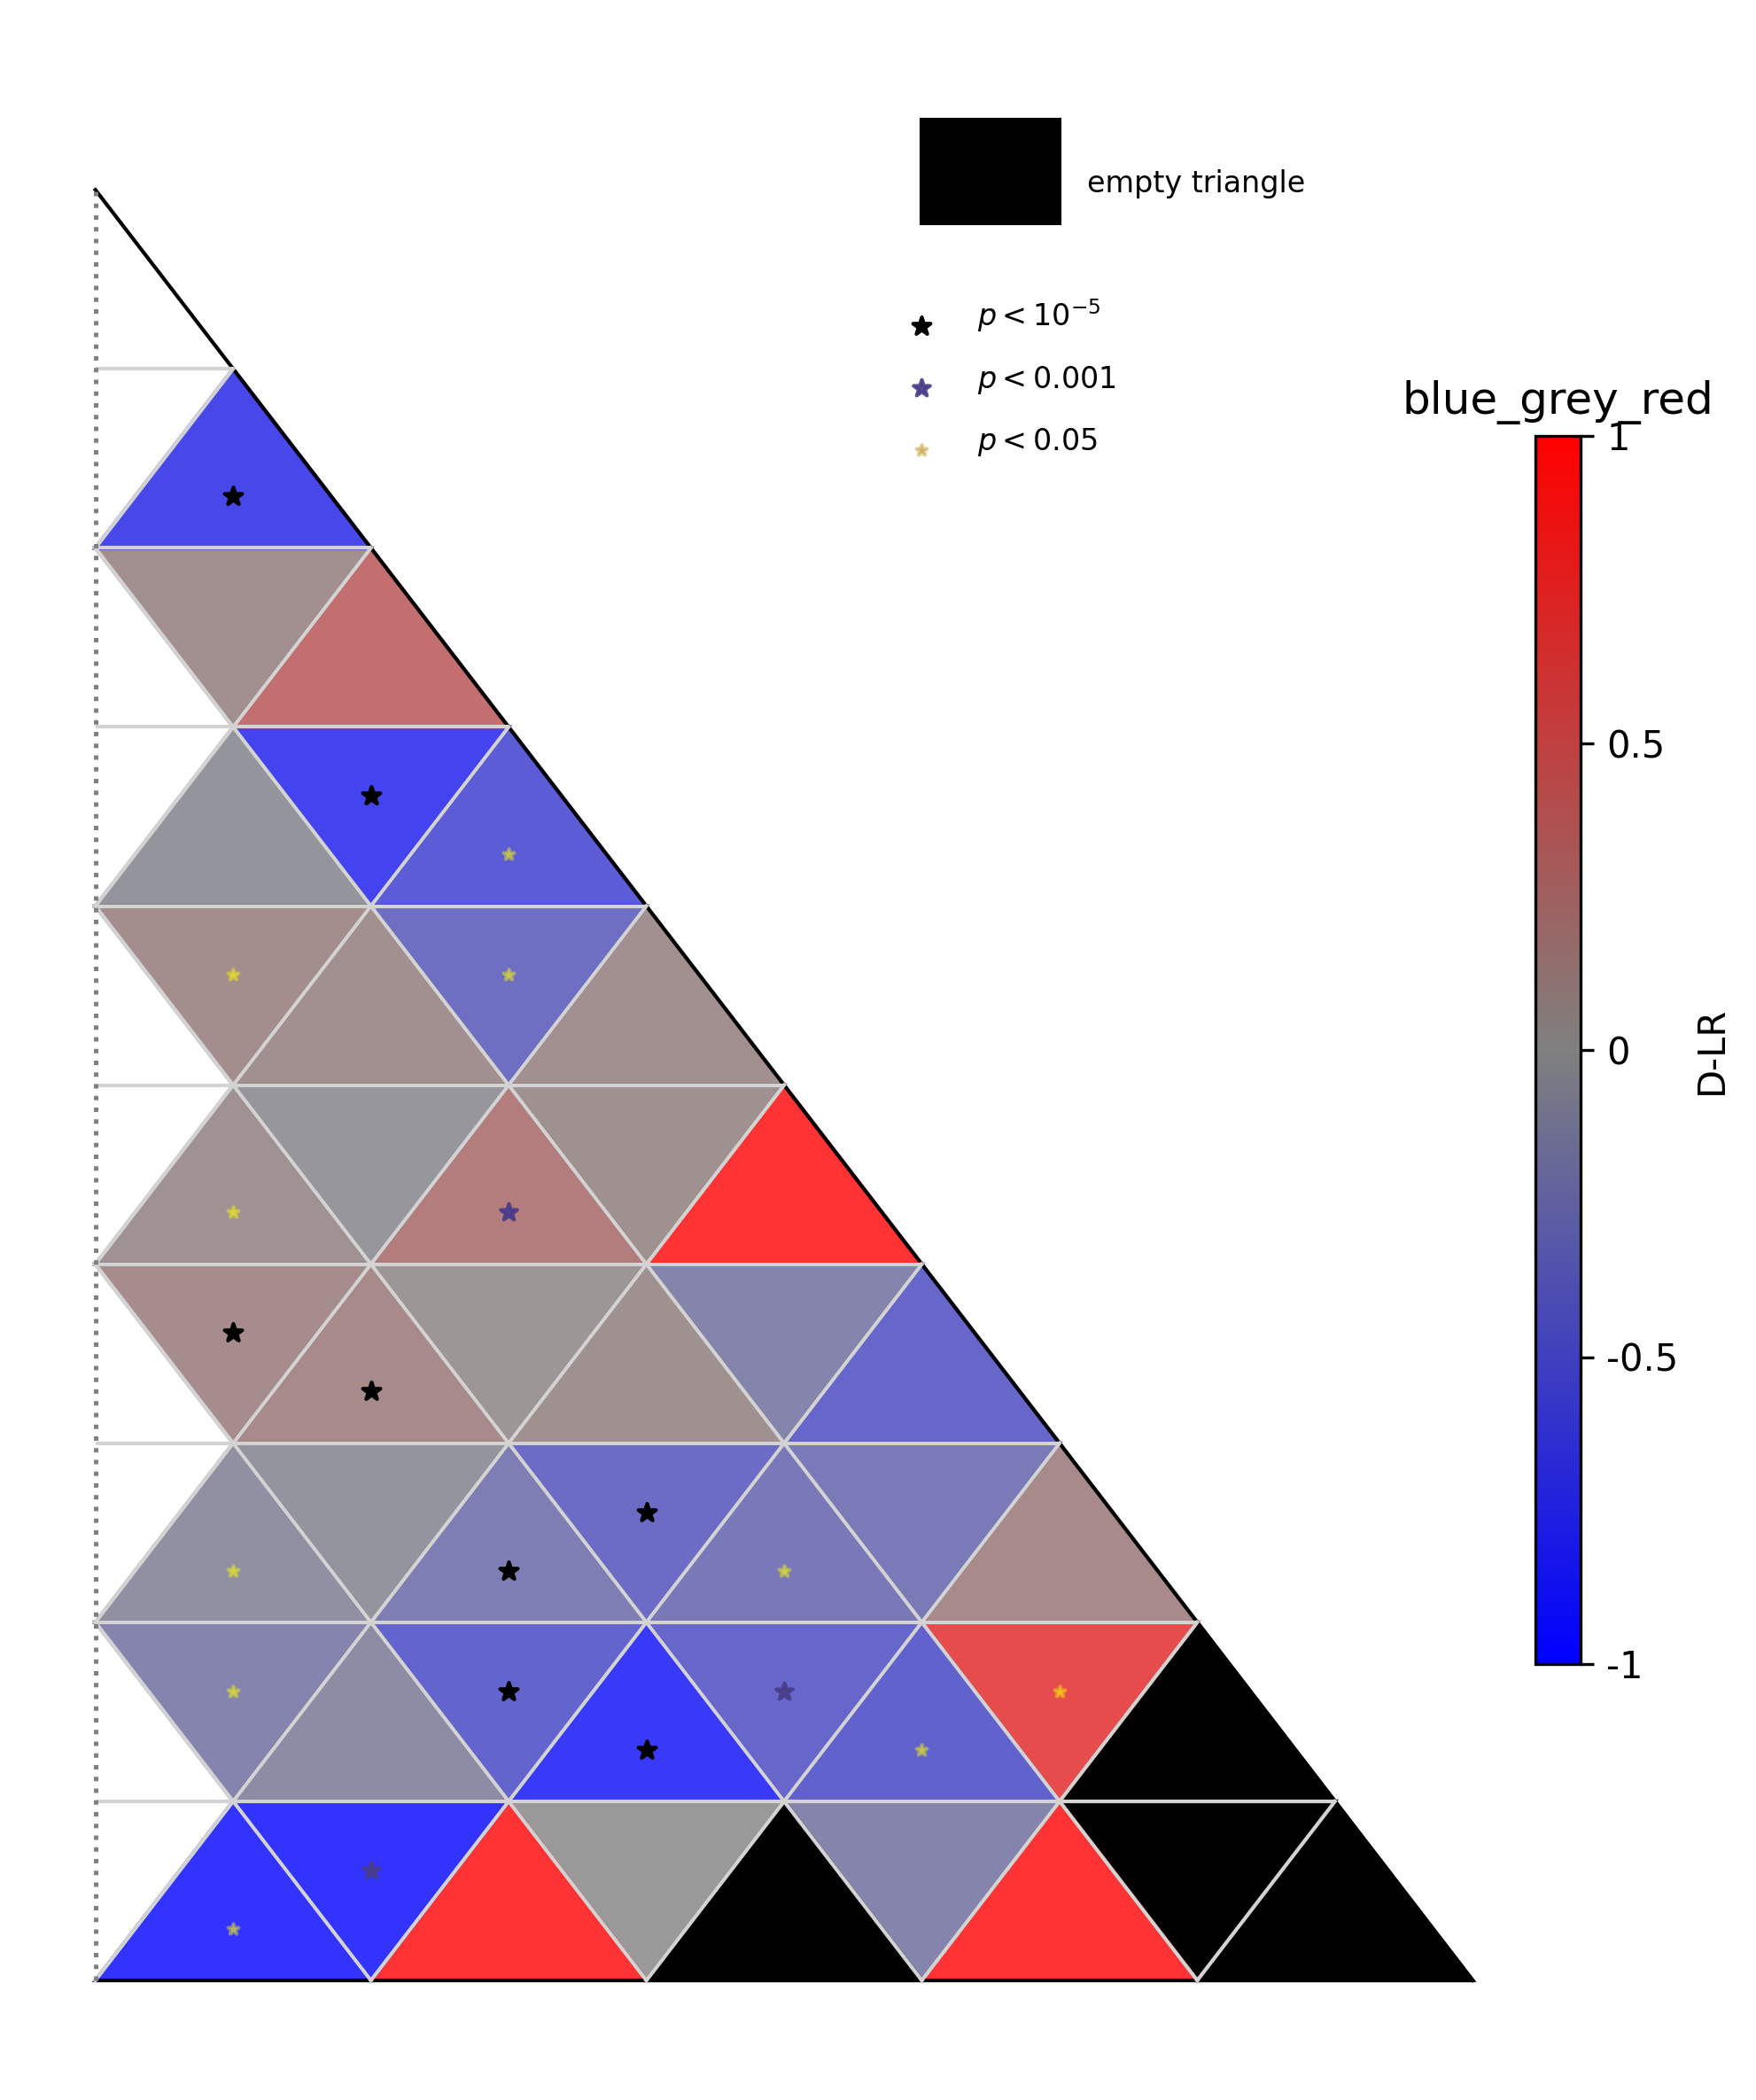 empty triangle
p < 10⁻⁵
p < 0.001
p < 0.05
blue_grey_red
1
0.5
0
-0.5
-1
D-LR